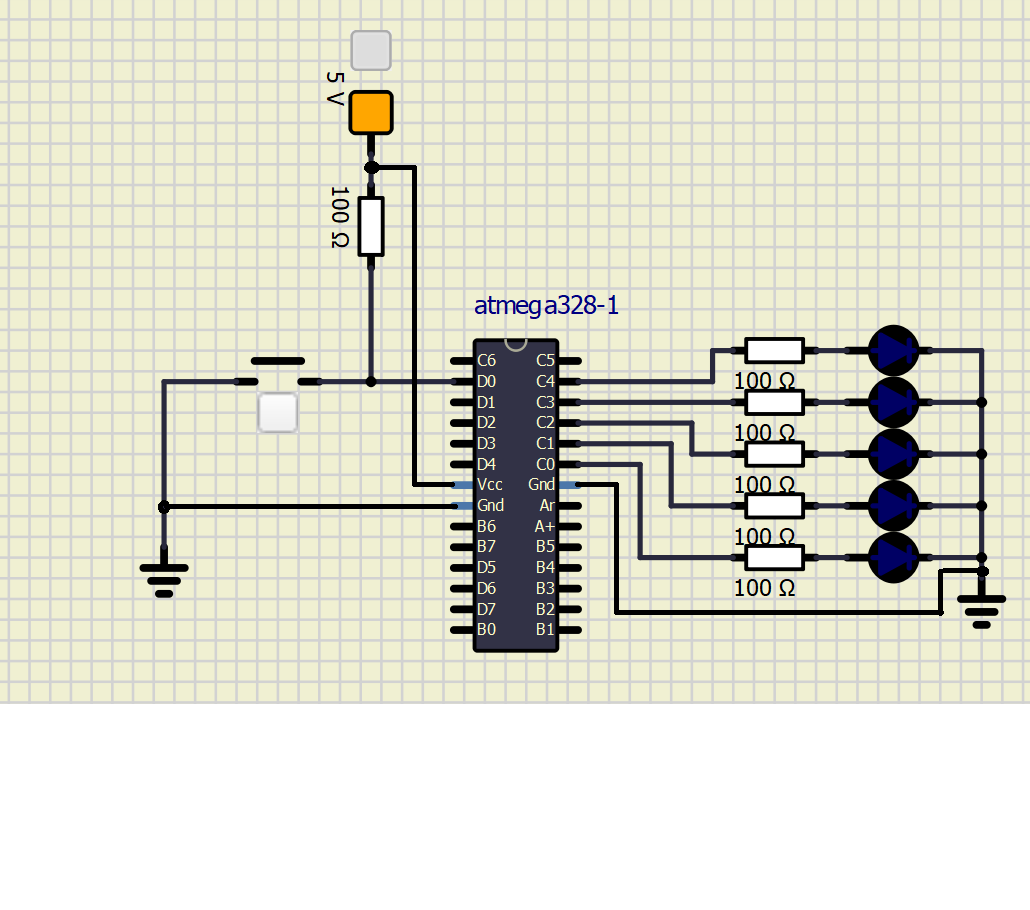 5 V
100 Ω
atmega328-1
C6 C5
D0 C4
D1 C3
D2 C2
D3 C1
D4 C0
Vcc Gnd
Gnd Ar
B6 A+
B7 B5
D5 B4
D6 B3
D7 B2
B0 B1
100 Ω
100 Ω
100 Ω
100 Ω
100 Ω